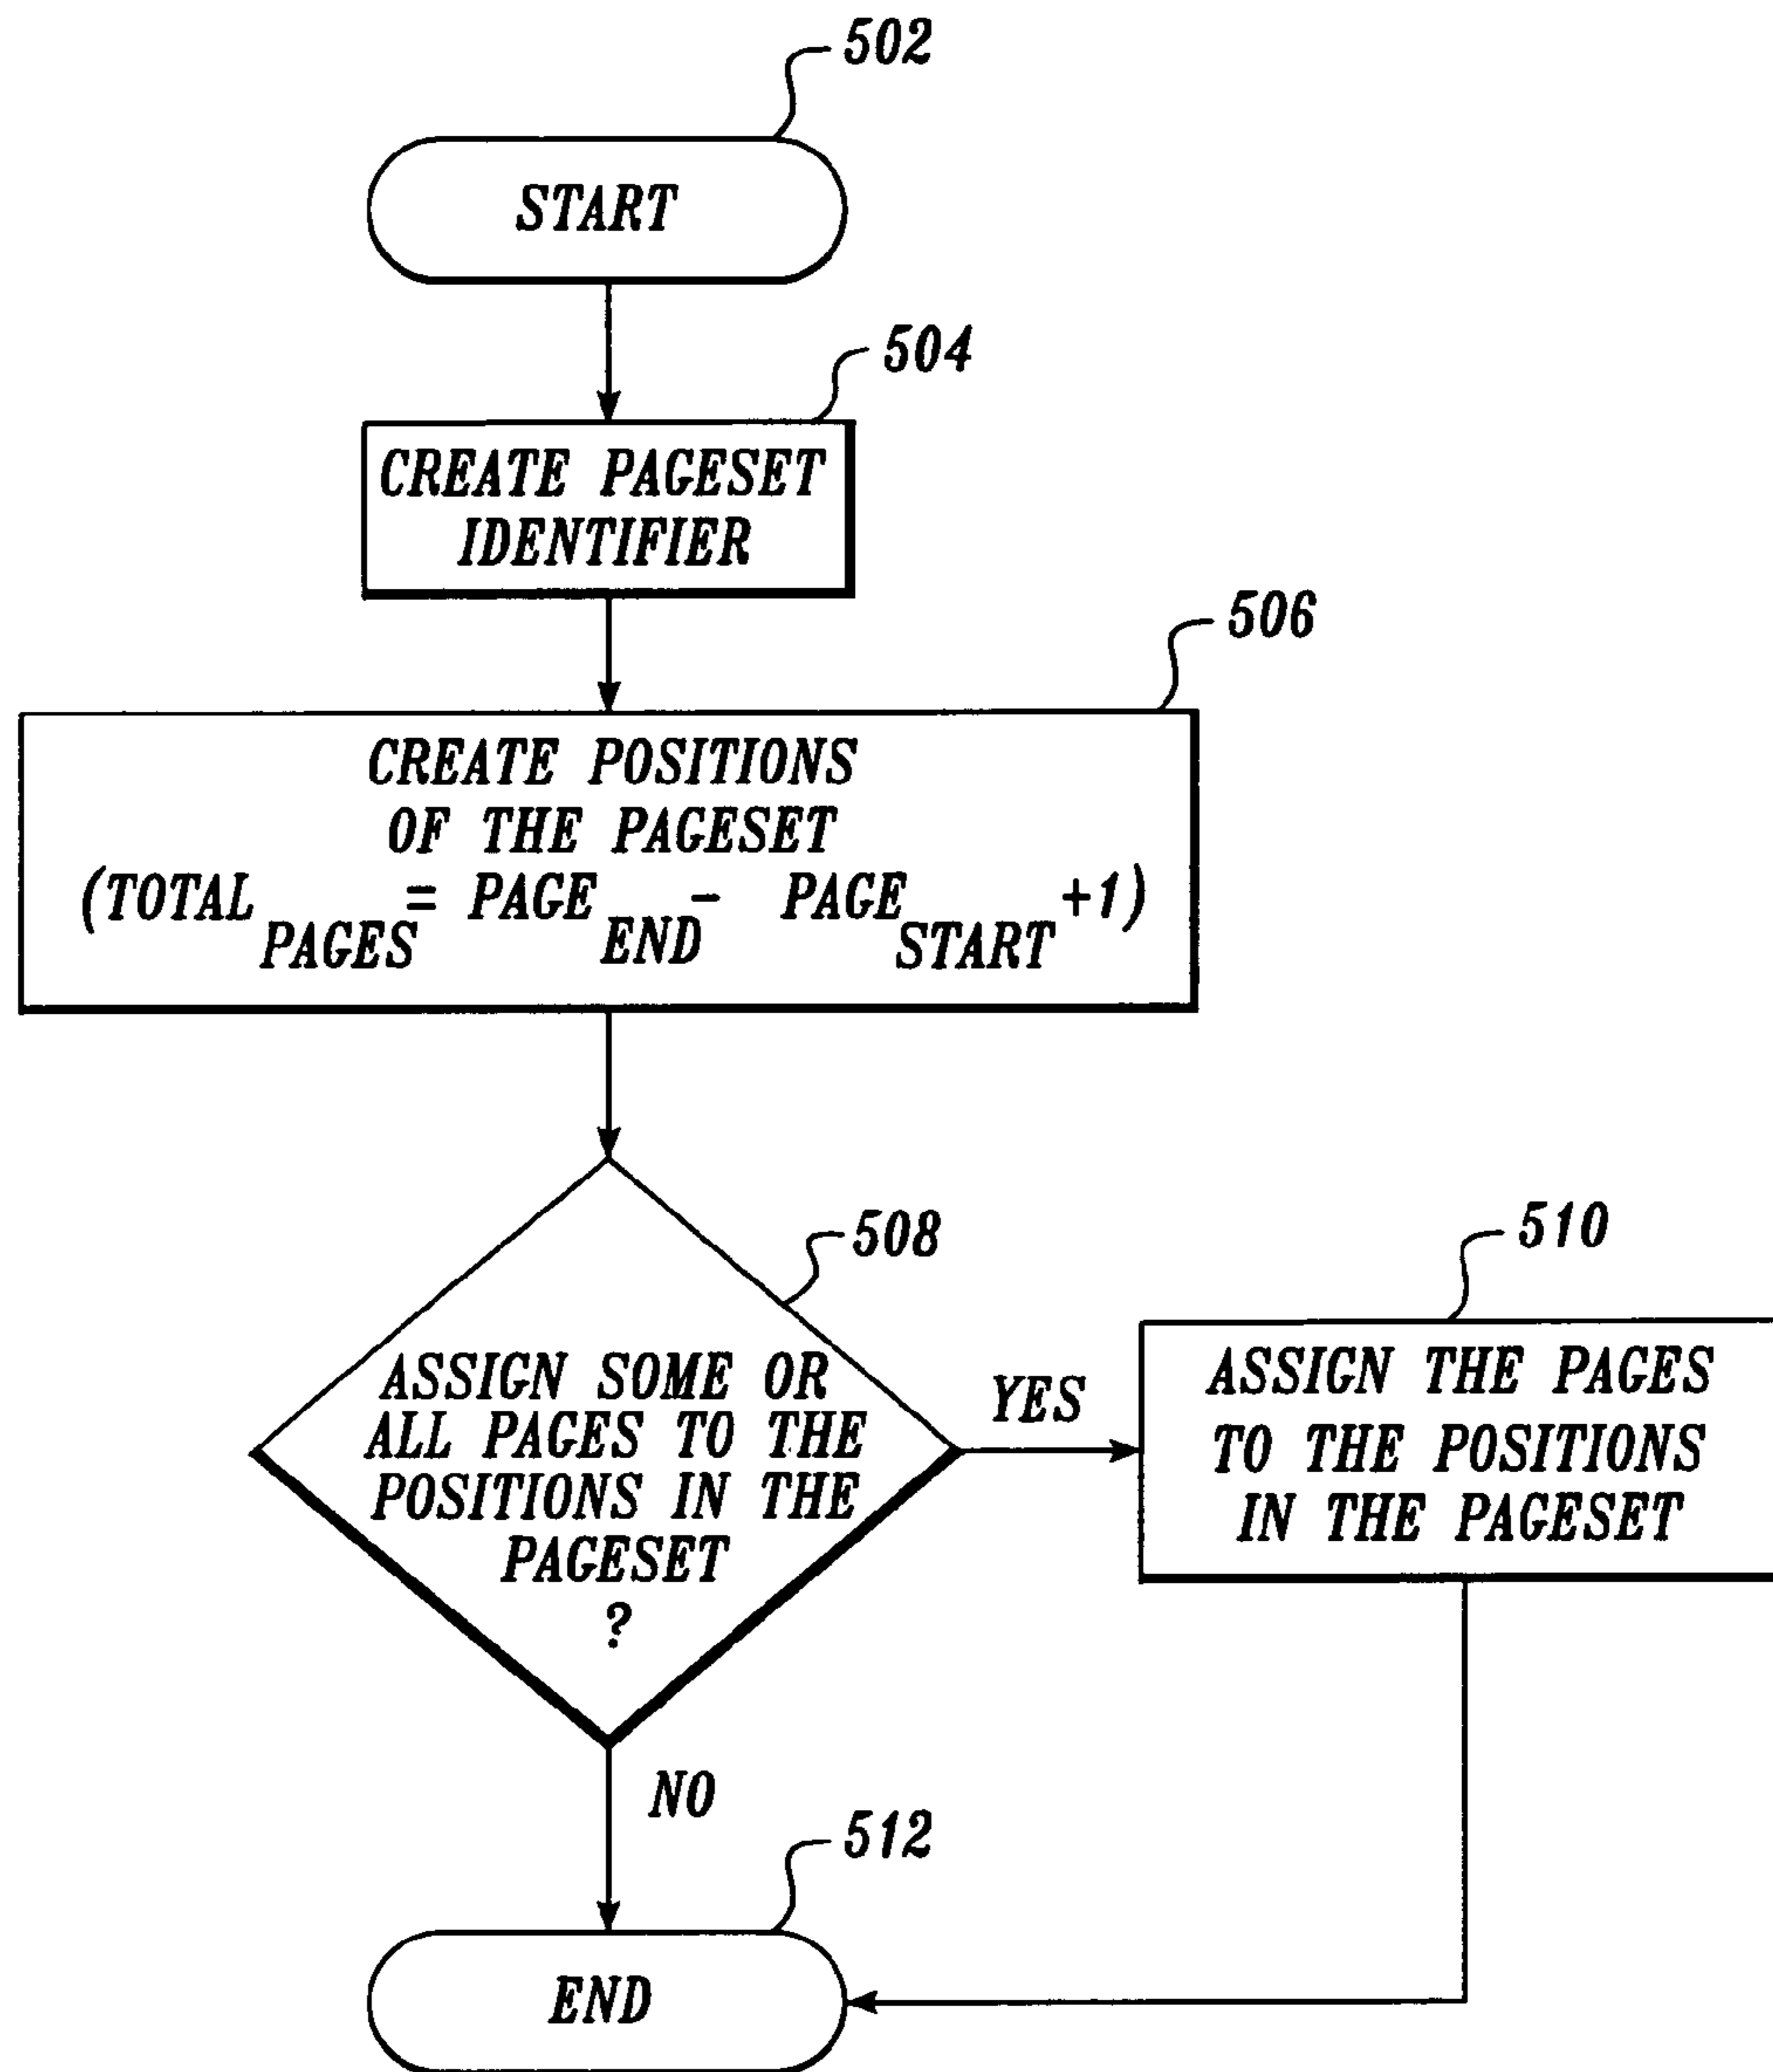 502
START
504
CREATE PAGESET
IDENTIFIER
506
CREATE POSITIONS
OF THE PAGESET
(TOTAL PAGES = PAGE END - PAGE START +1)
508
ASSIGN SOME OR
ALL PAGES TO THE
POSITIONS IN THE
PAGESET
?
YES
510
ASSIGN THE PAGES
TO THE POSITIONS
IN THE PAGESET
NO
512
END